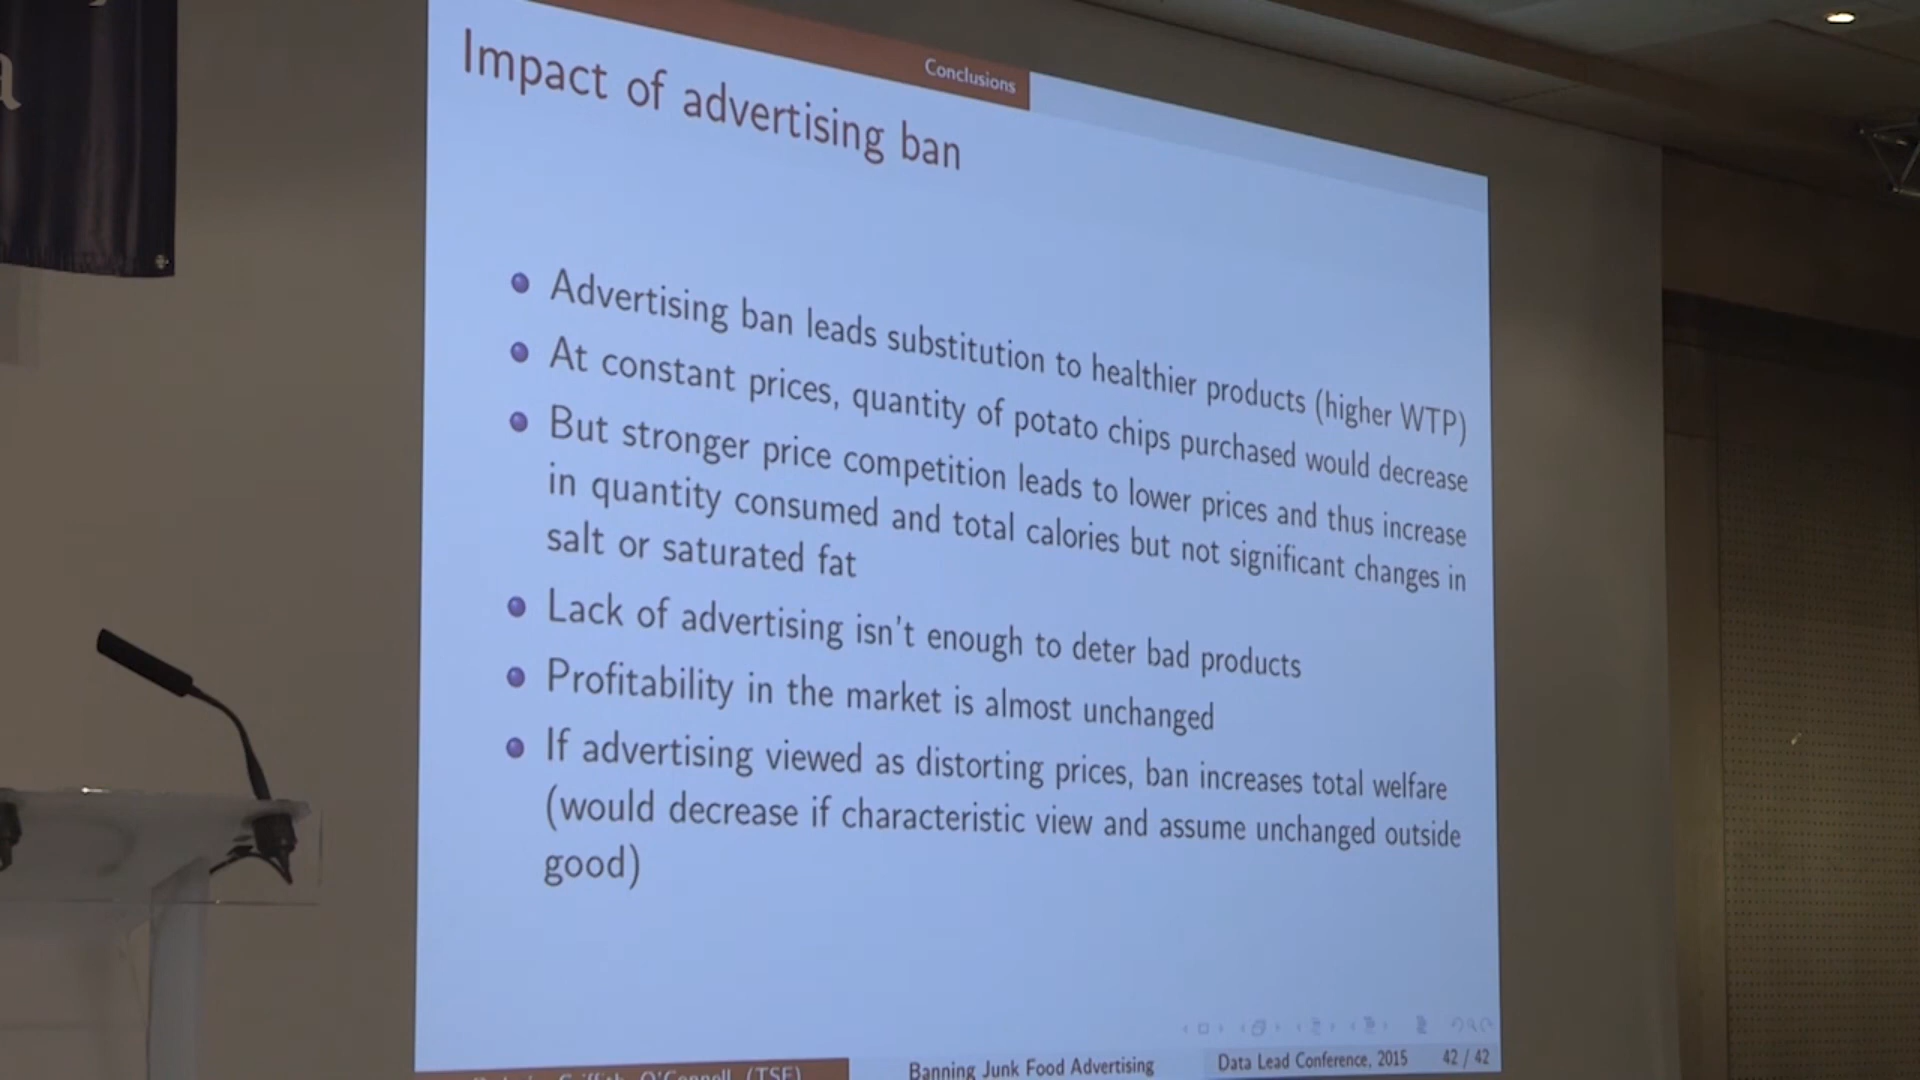 Conclusions
Impact of advertising ban
Advertising ban leads substitution to healthier products (higher WTP)
At constant prices, quantity of potato chips purchased would decrease
But stronger price competition leads to lower prices and thus increase
in quantity consumed and total calories but not significant changes in
salt or saturated fat
Lack of advertising isn't enough to deter bad products
Profitability in the market is almost unchanged
If advertising viewed as distorting prices, ban increases total welfare
(would decrease if characteristic view and assume unchanged outside
good)
Griffith, O'Connell (TSE) Banning Junk Food Advertising Data Lead Conference, 2015 42 / 42